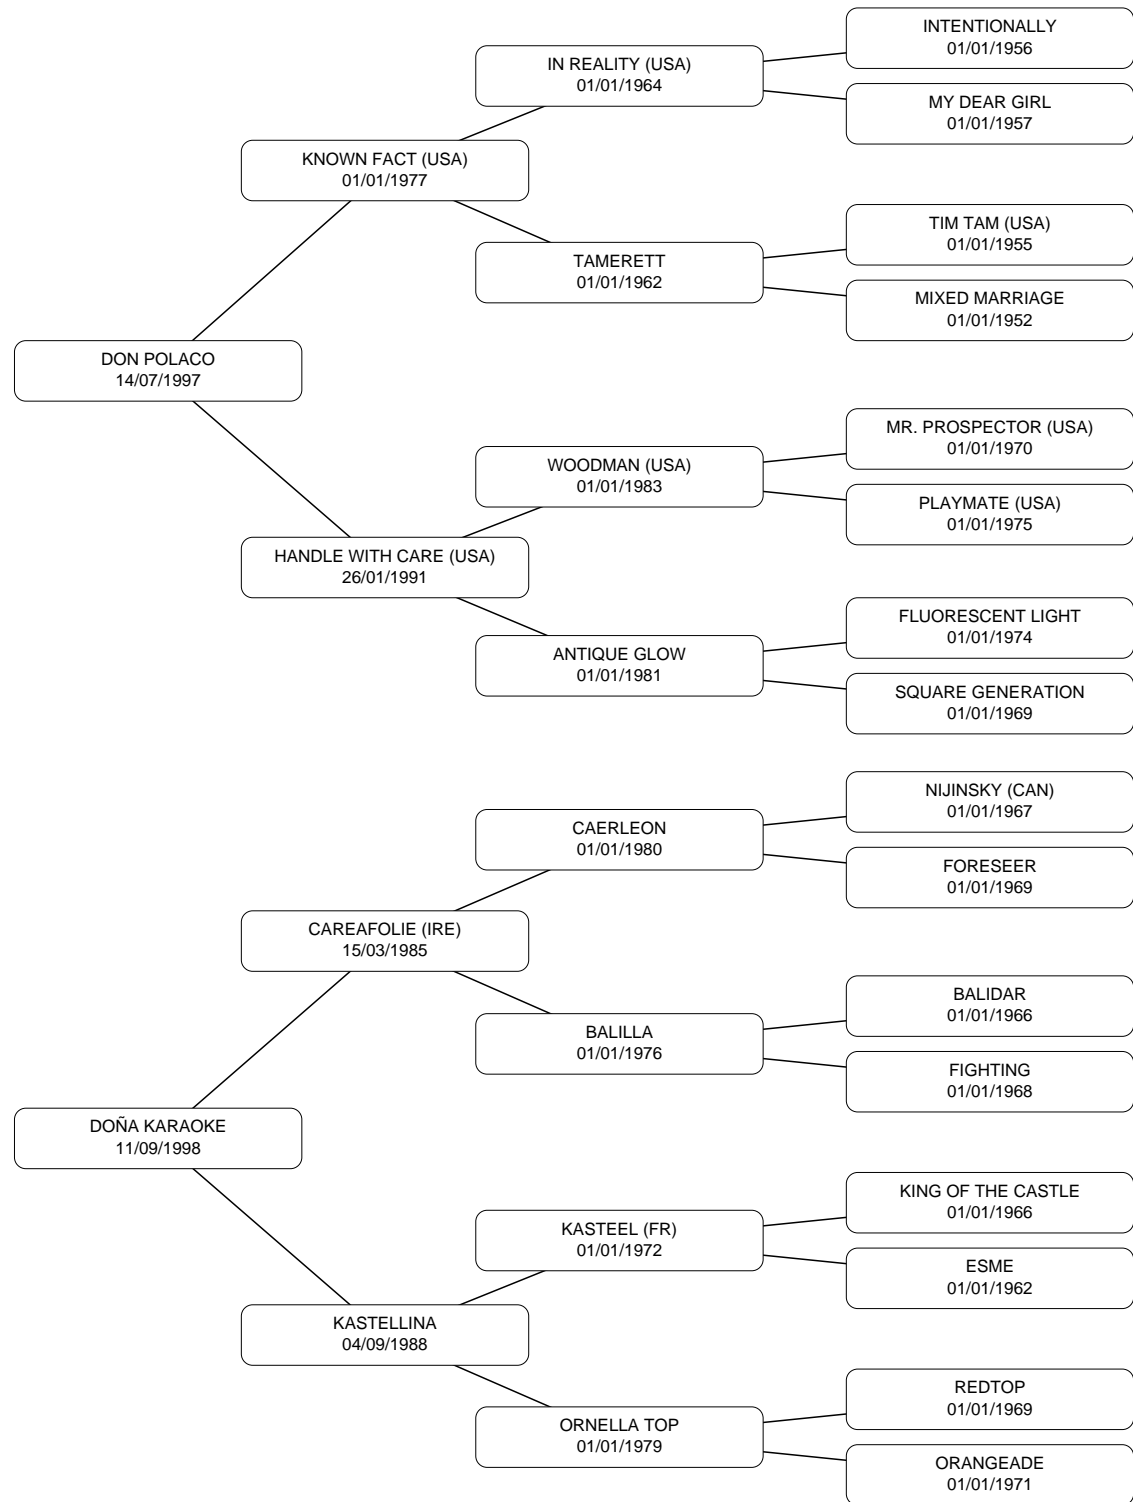 INTENTIONALLY
01/01/1956
IN REALITY (USA)
01/01/1964
MY DEAR GIRL
01/01/1957
KNOWN FACT (USA)
01/01/1977
TIM TAM (USA)
01/01/1955
TAMERETT
01/01/1962
MIXED MARRIAGE
01/01/1952
DON POLACO
14/07/1997
MR. PROSPECTOR (USA)
01/01/1970
WOODMAN (USA)
01/01/1983
PLAYMATE (USA)
01/01/1975
HANDLE WITH CARE (USA)
26/01/1991
FLUORESCENT LIGHT
01/01/1974
ANTIQUE GLOW
01/01/1981
SQUARE GENERATION
01/01/1969
NIJINSKY (CAN)
01/01/1967
CAERLEON
01/01/1980
FORESEER
01/01/1969
CAREAFOLIE (IRE)
15/03/1985
BALIDAR
01/01/1966
BALILLA
01/01/1976
FIGHTING
01/01/1968
DOÑA KARAOKE
11/09/1998
KING OF THE CASTLE
01/01/1966
KASTEEL (FR)
01/01/1972
ESME
01/01/1962
KASTELLINA
04/09/1988
REDTOP
01/01/1969
ORNELLA TOP
01/01/1979
ORANGEADE
01/01/1971